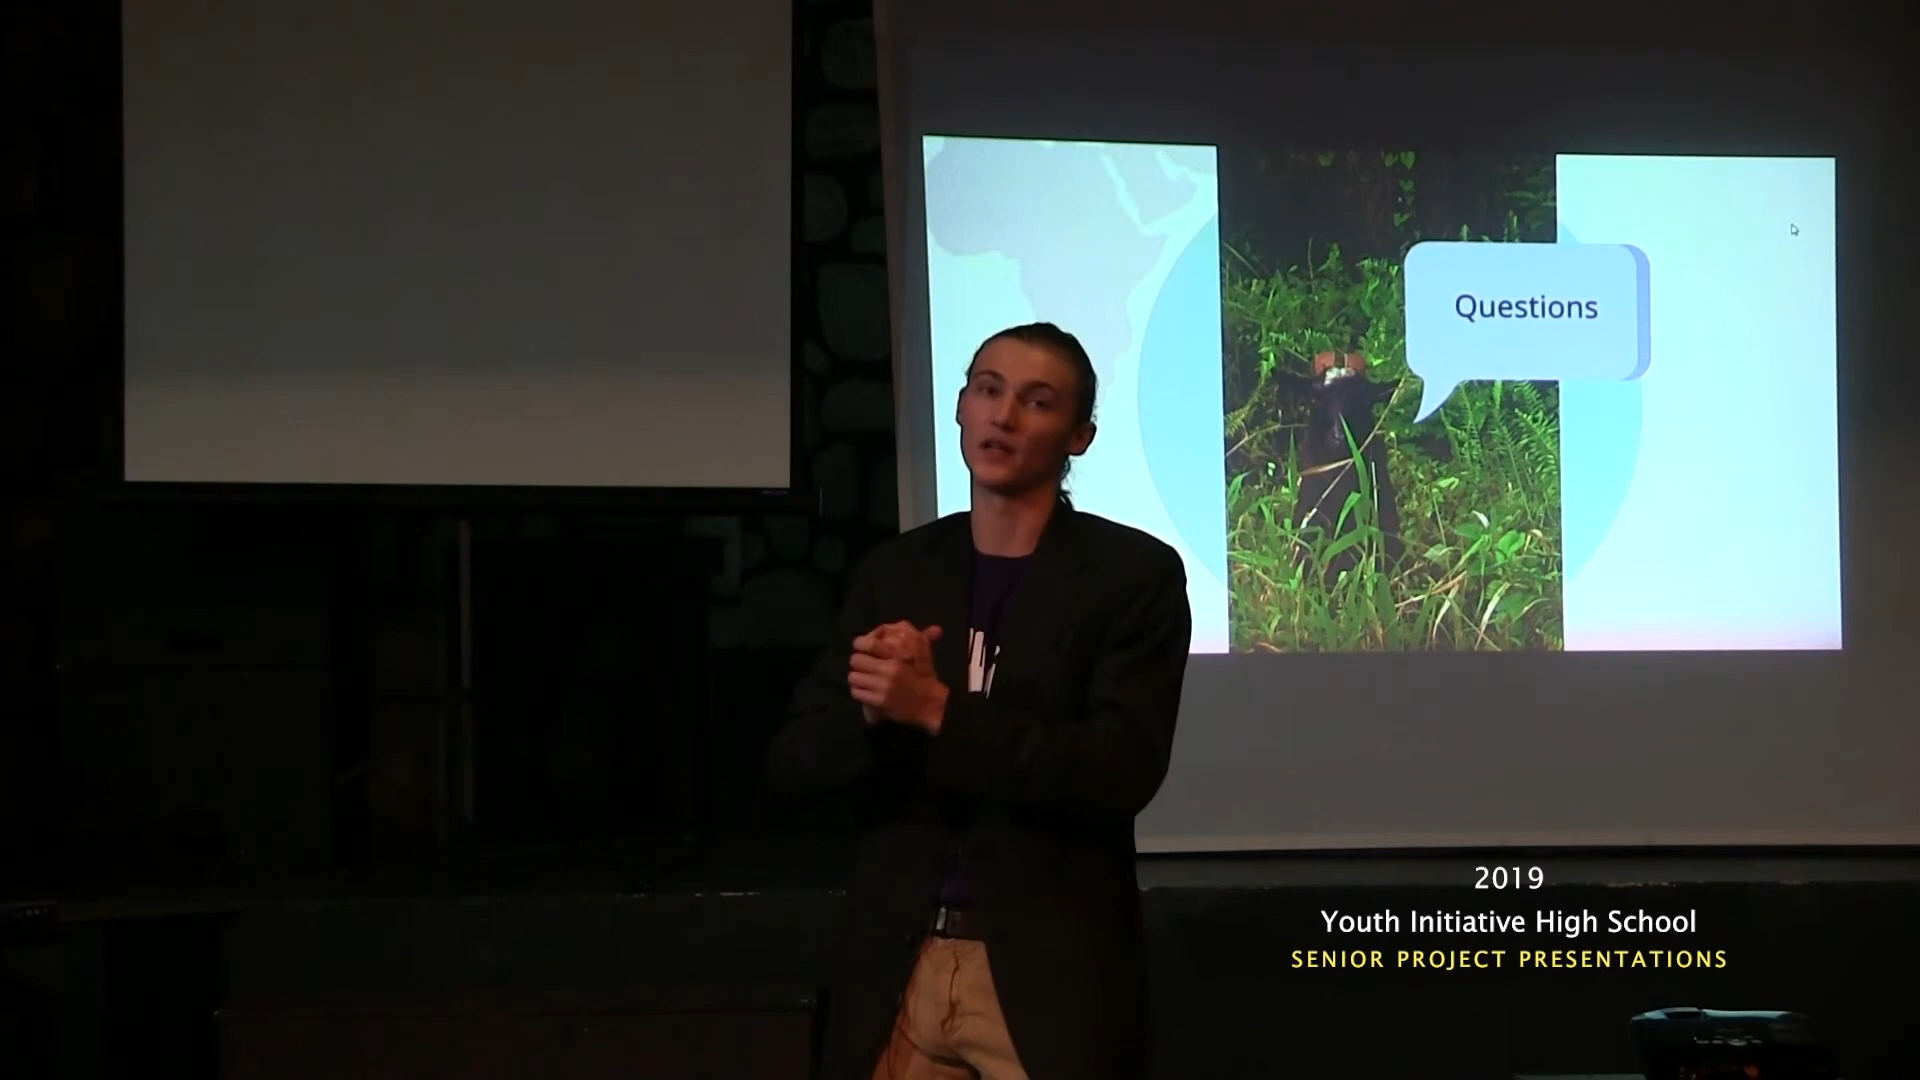 Questions
2019
Youth Initiative High School
SENIOR PROJECT PRESENTATIONS